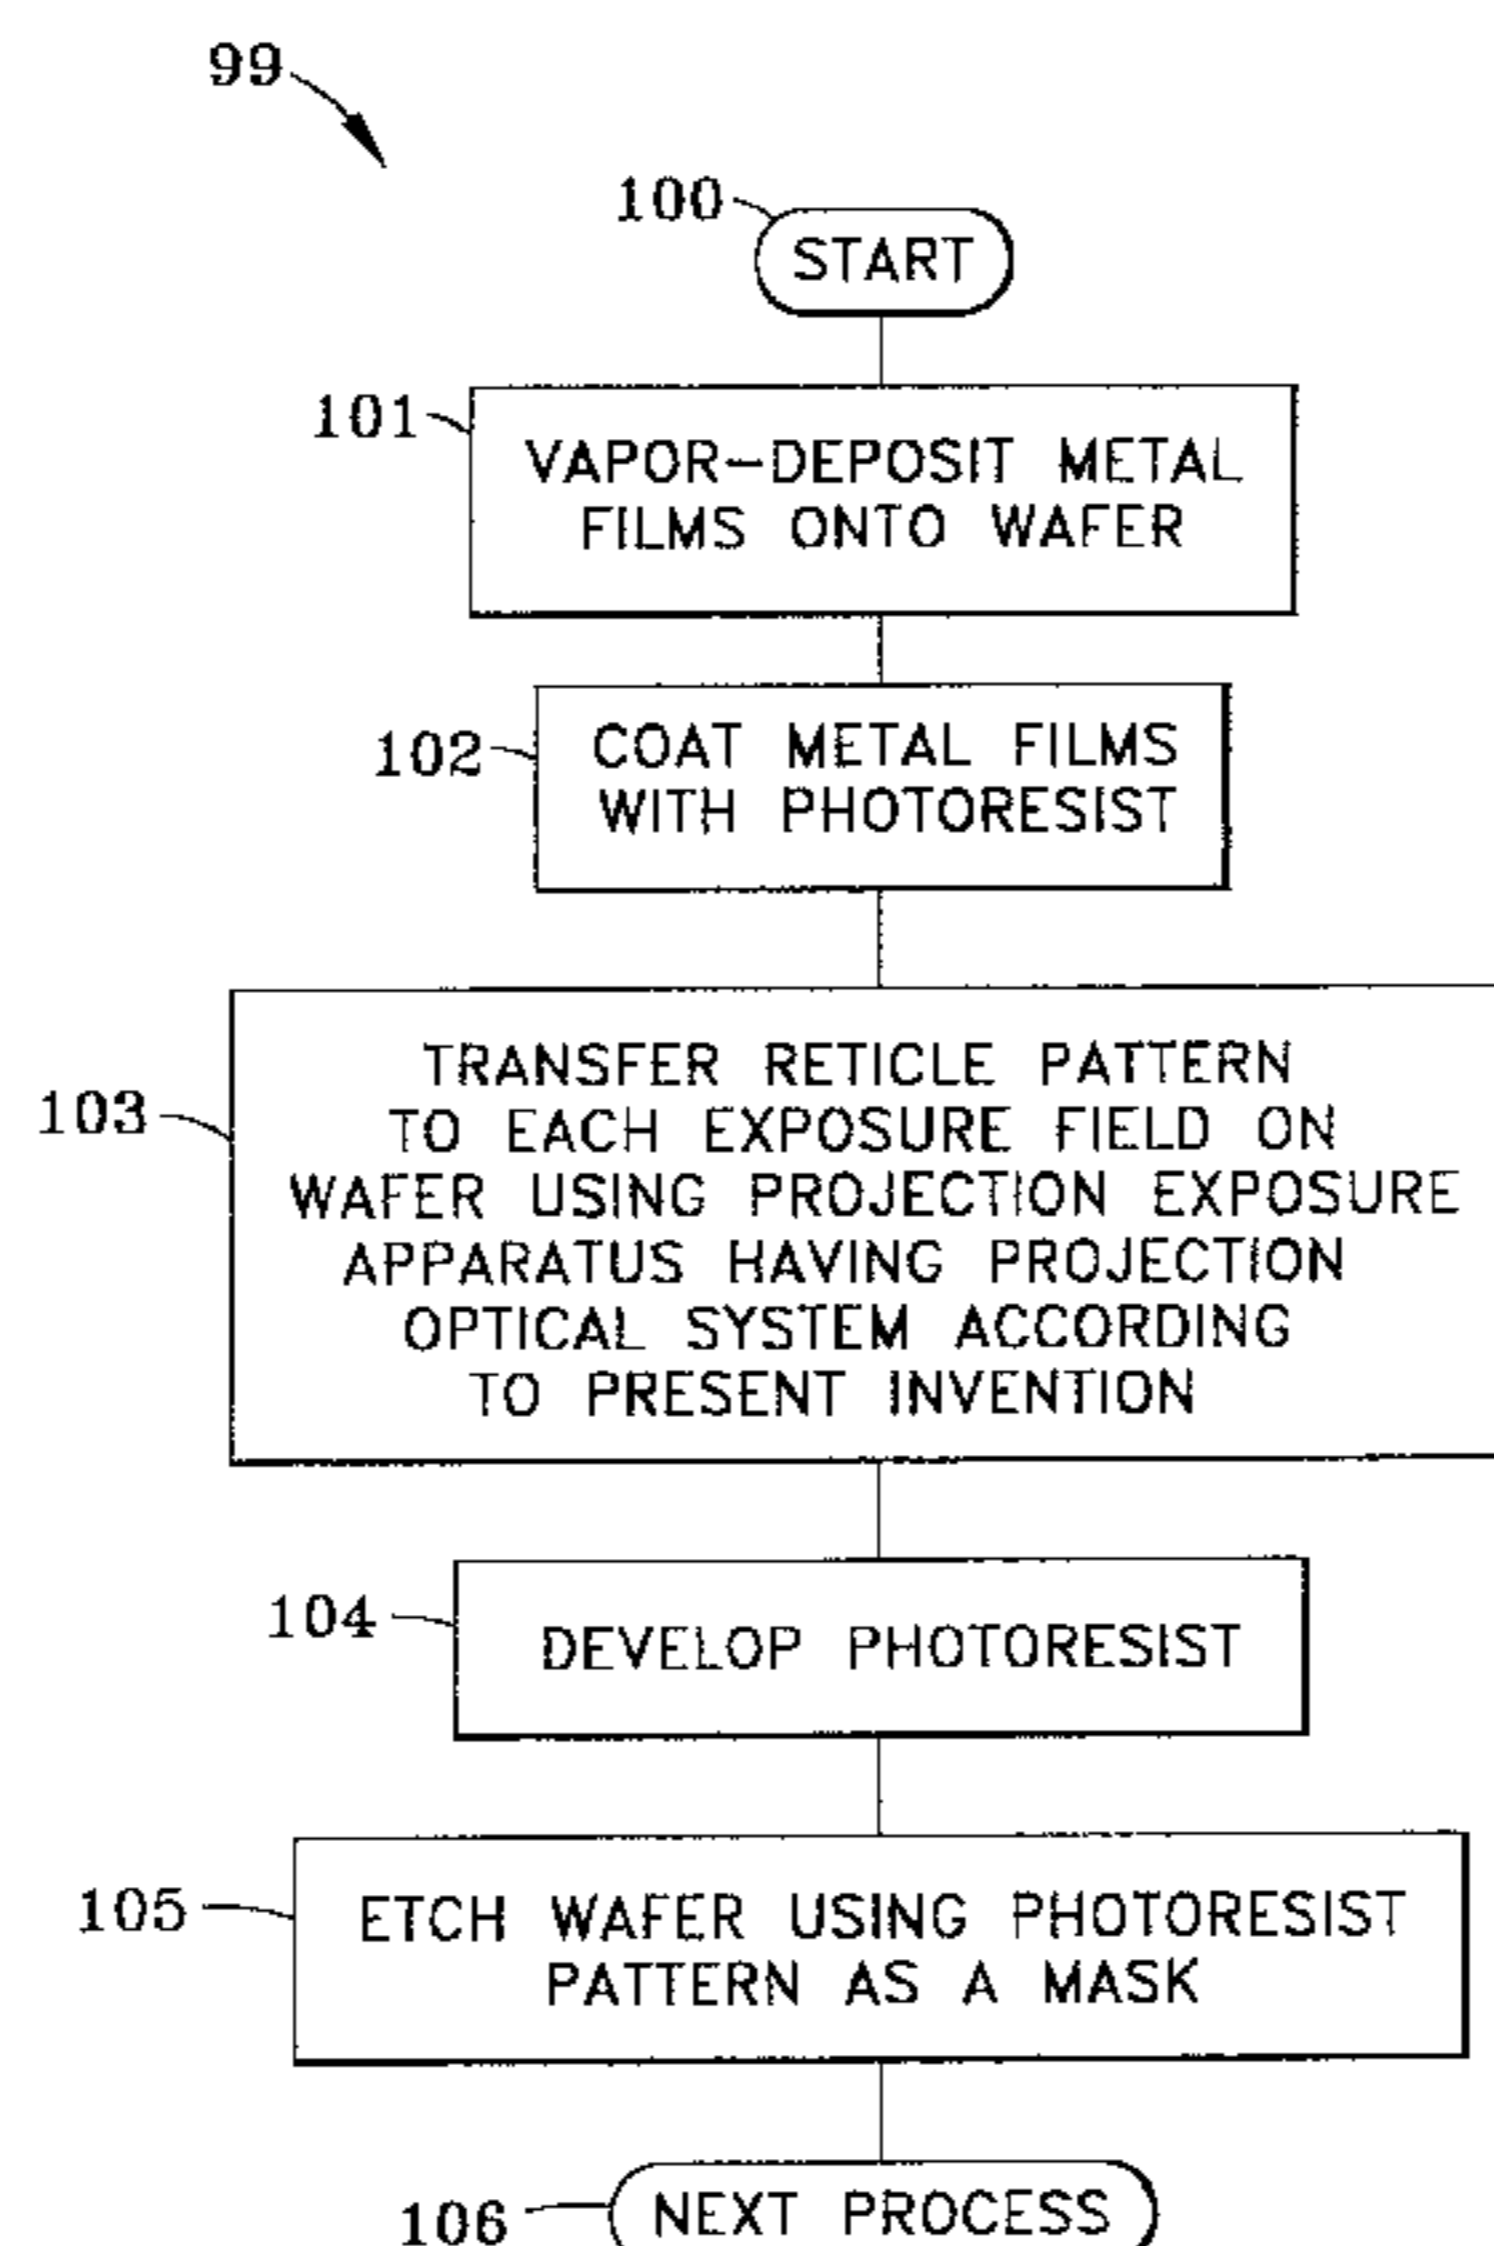 99
100
START
101
VAPOR-DEPOSIT METAL
FILMS ONTO WAFER
102
COAT METAL FILMS
WITH PHOTORESIST
103
TRANSFER RETICLE PATTERN
TO EACH EXPOSURE FIELD ON
WAFER USING PROJECTION EXPOSURE
APPARATUS HAVING PROJECTION
OPTICAL SYSTEM ACCORDING
TO PRESENT INVENTION
104
DEVELOP PHOTORESIST
105
ETCH WAFER USING PHOTORESIST
PATTERN AS A MASK
106
NEXT PROCESS